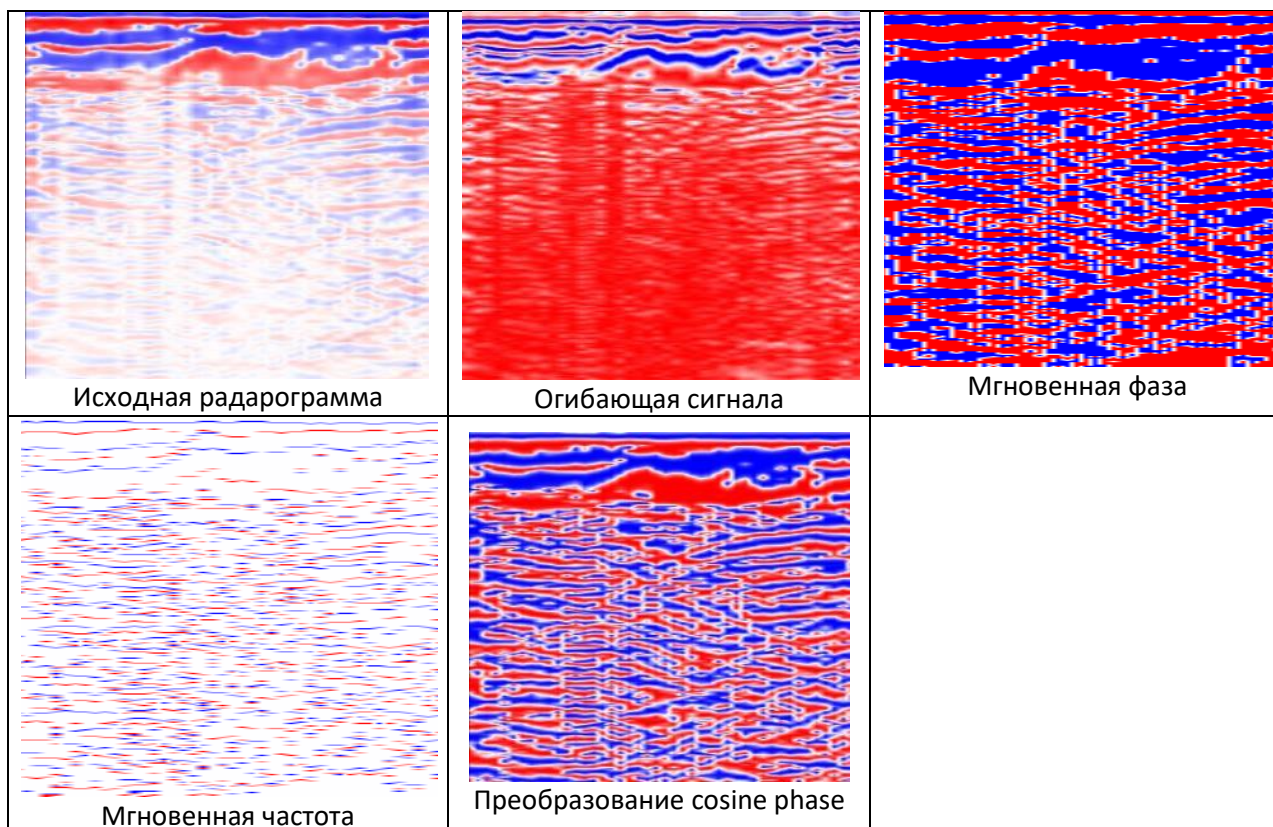 Исходная радарограмма
Огибающая сигнала
Мгновенная фаза
Мгновенная частота
Преобразование cosine phase